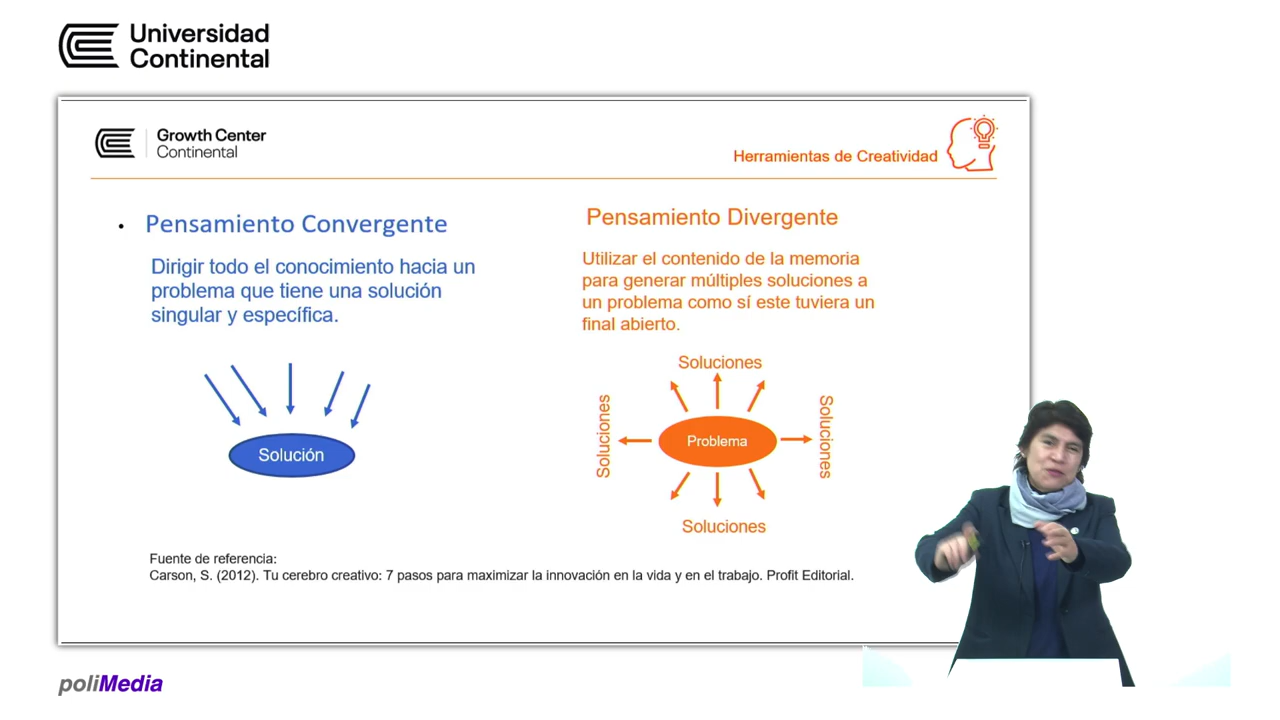 Universidad
Continental
Growth Center
Continental
Herramientas de Creatividad
• Pensamiento Convergente
Dirigir todo el conocimiento hacia un
problema que tiene una solución
singular y específica.
Solución
Pensamiento Divergente
Utilizar el contenido de la memoria
para generar múltiples soluciones a
un problema como sí este tuviera un
final abierto.
Soluciones
Soluciones
Problema
Soluciones
Soluciones
Fuente de referencia:
Carson, S. (2012). Tu cerebro creativo: 7 pasos para maximizar la innovación en la vida y en el trabajo. Profit Editorial.
poliMedia